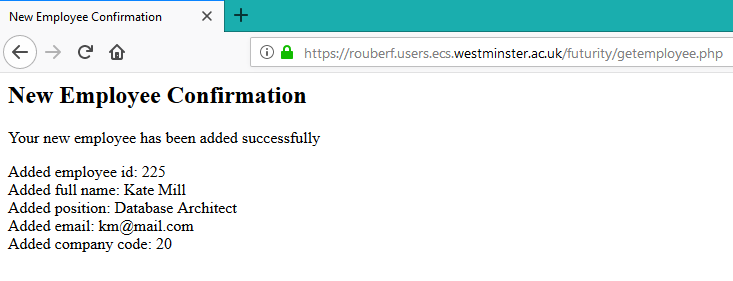 New Employee Confirmation
https://rouberf.users.ecs.westminster.ac.uk/futurity/getemployee.php
New Employee Confirmation
Your new employee has been added successfully
Added employee id: 225
Added full name: Kate Mill
Added position: Database Architect
Added email: km@mail.com
Added company code: 20